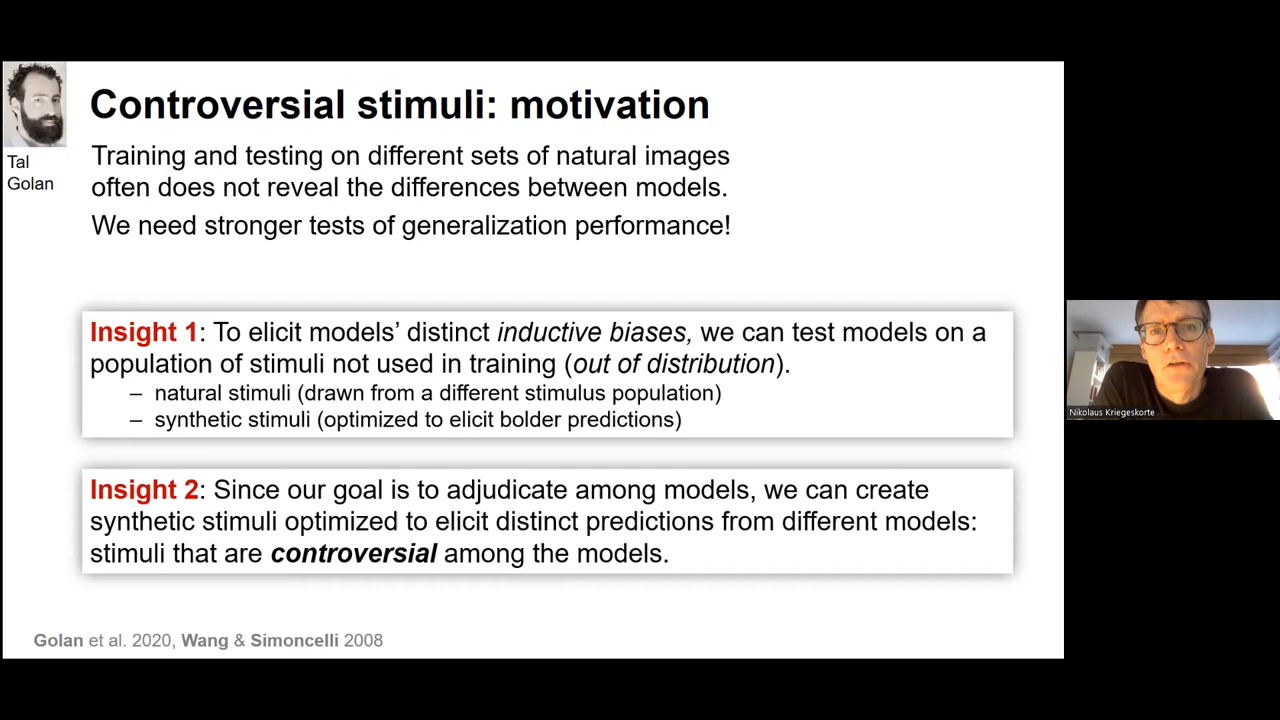 Controversial stimuli: motivation
Tal
Golan
Training and testing on different sets of natural images
often does not reveal the differences between models.
We need stronger tests of generalization performance!
Insight 1: To elicit models’ distinct inductive biases, we can test models on a
population of stimuli not used in training (out of distribution).
– natural stimuli (drawn from a different stimulus population)
– synthetic stimuli (optimized to elicit bolder predictions)
Insight 2: Since our goal is to adjudicate among models, we can create
synthetic stimuli optimized to elicit distinct predictions from different models:
stimuli that are controversial among the models.
Golan et al. 2020, Wang & Simoncelli 2008
Nikolaus Kriegeskorte